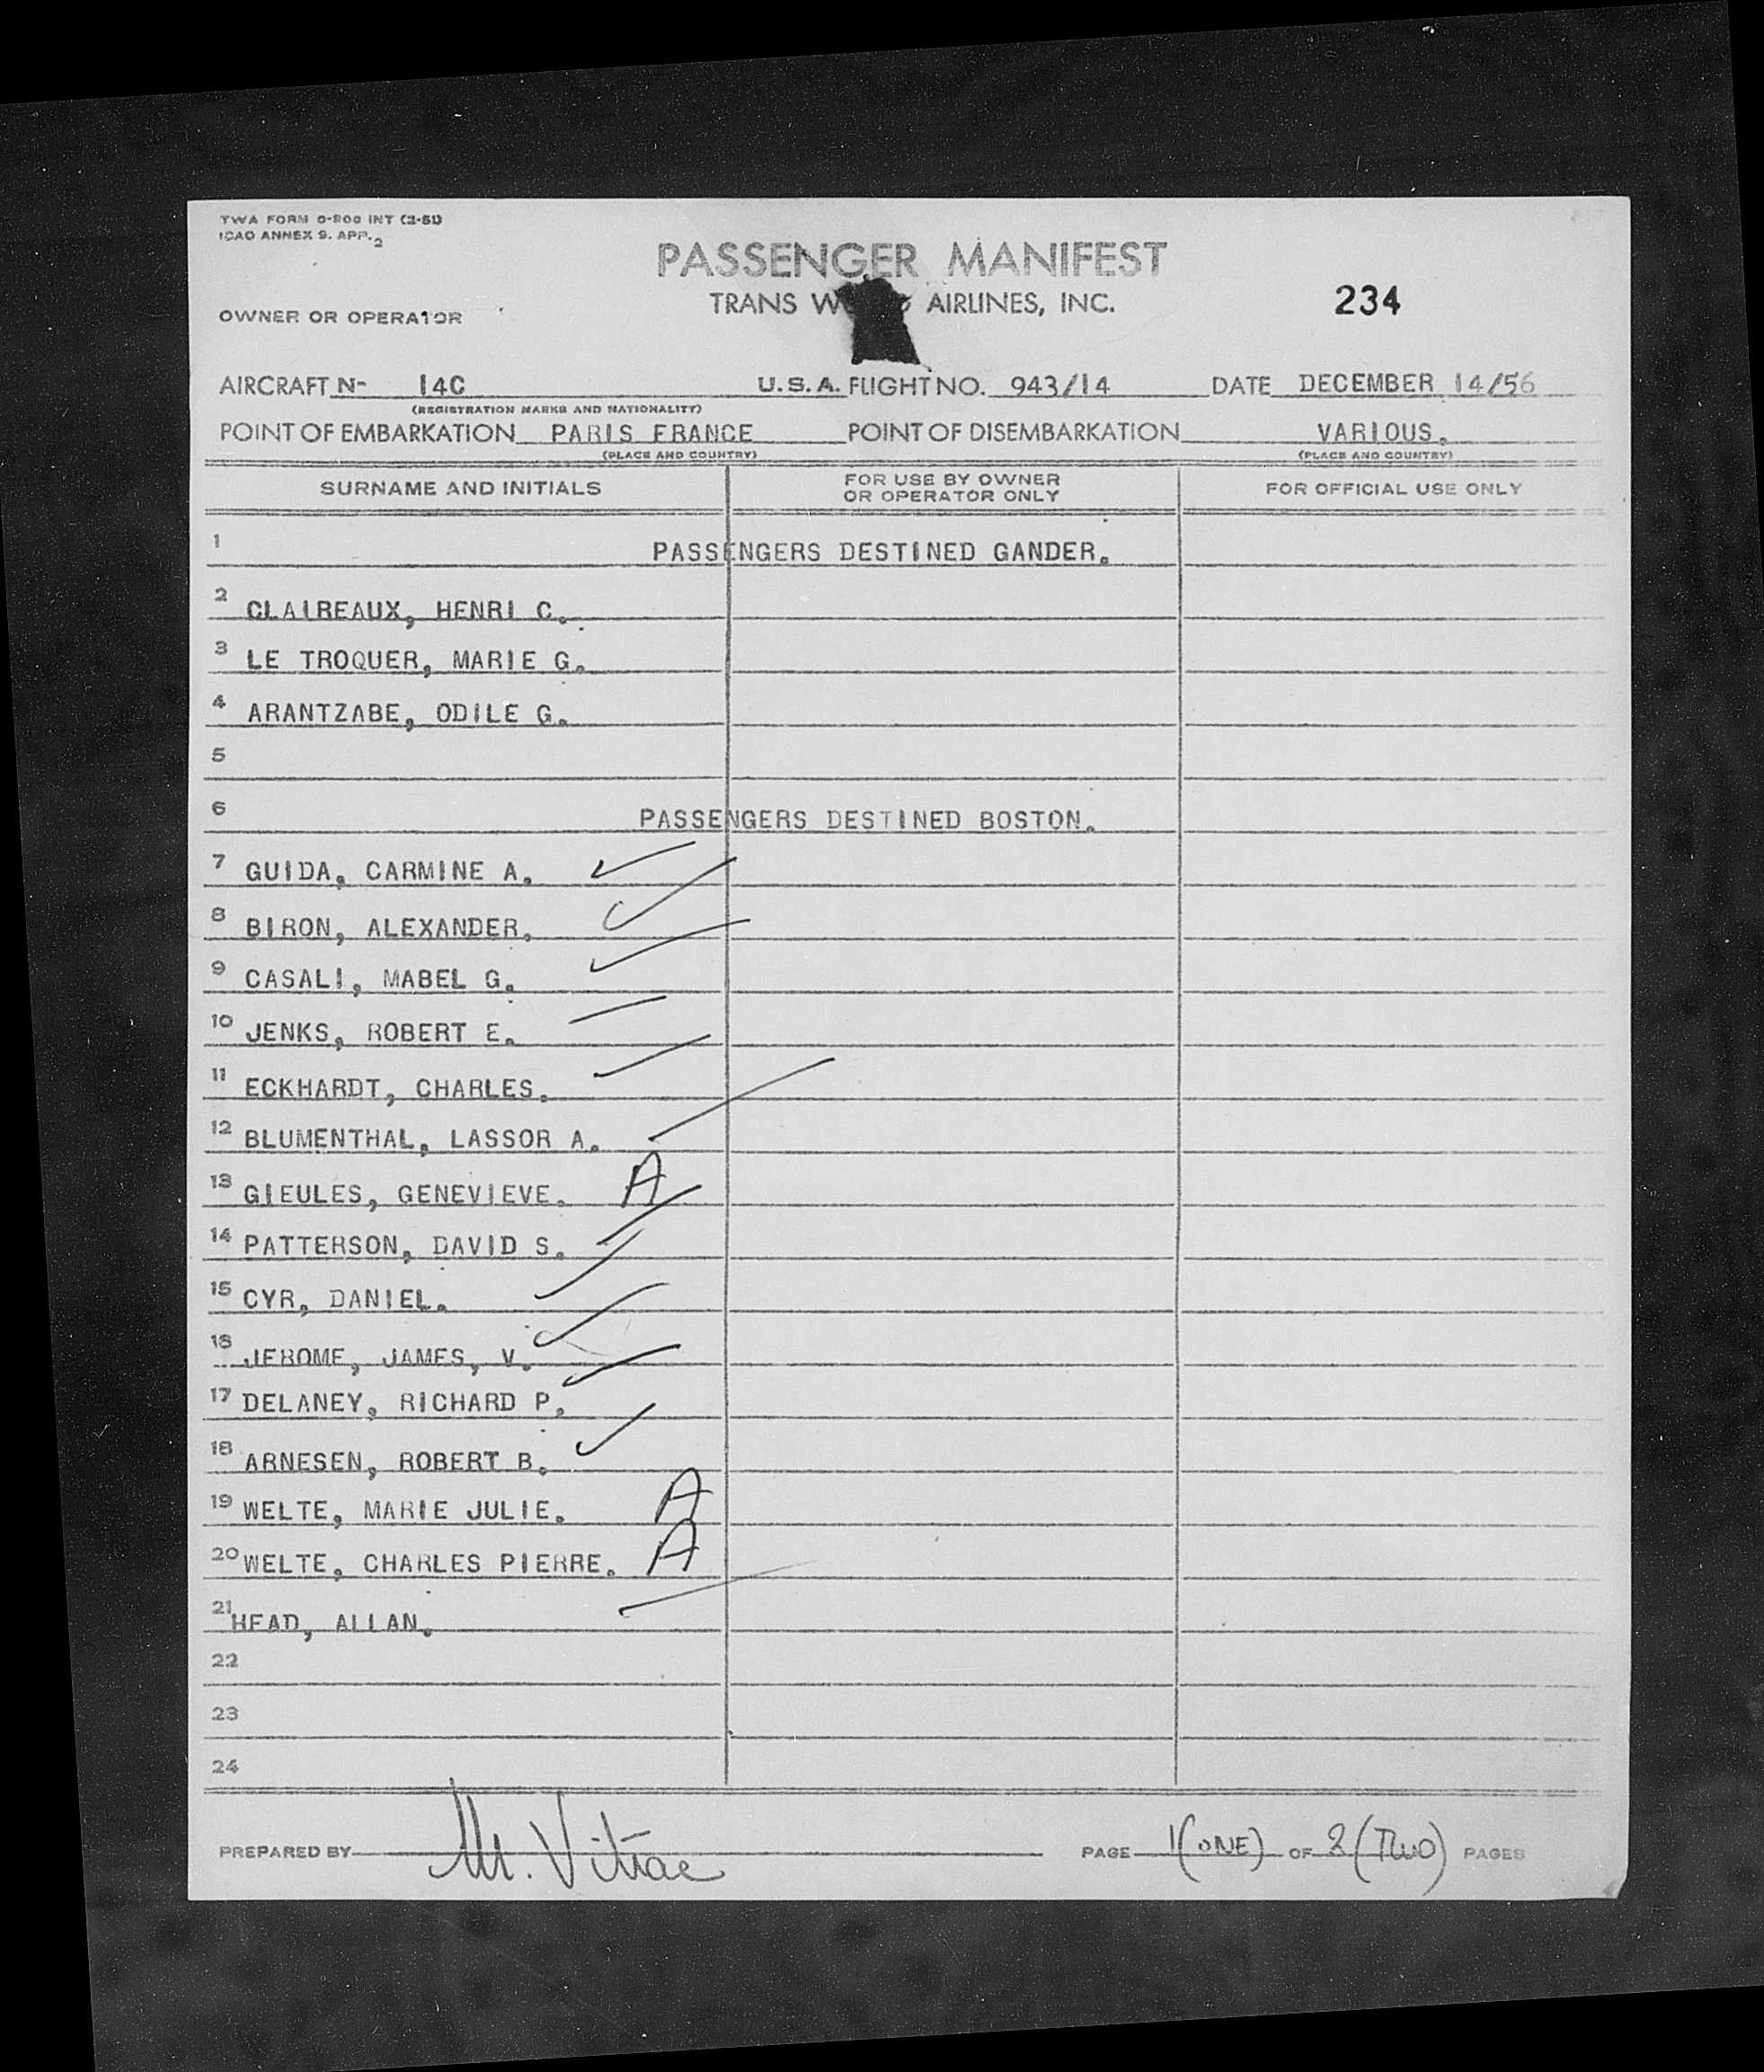 TWA FORM O-800 INT (2-51)
ICAO ANNEX 9. APP. 2
PASSENGER MANIFEST
TRANS W AIRLINES, INC.
234
OWNER OR OPERATOR
AIRCRAFT N- 14C U.S.A. FLIGHT NO. 943/14 DATE DECEMBER 14/56
(REGISTRATION MARKS AND NATIONALITY)
POINT OF EMBARKATION PARIS FRANCE POINT OF DISEMBARKATION VARIOUS.
(PLACE AND COUNTRY) (PLACE AND COUNTRY)
SURNAME AND INITIALS FOR USE BY OWNER OR OPERATOR ONLY FOR OFFICIAL USE ONLY
1 PASSENGERS DESTINED GANDER.
2 CLAIREAUX, HENRI C.
3 LE TROQUER, MARIE G.
4 ARANTZABE, ODILE G.
5
6 PASSENGERS DESTINED BOSTON.
7 GUIDA, CARMINE A.
8 BIRON, ALEXANDER.
9 CASALI, MABEL G.
10 JENKS, ROBERT E.
11 ECKHARDT, CHARLES.
12 BLUMENTHAL, LASSOR A.
13 GIEULES, GENEVIEVE. A
14 PATTERSON, DAVID S.
15 CYR, DANIEL.
16 JEROME, JAMES, V.
17 DELANEY, RICHARD P.
18 ARNESEN, ROBERT B.
19 WELTE, MARIE JULIE. A
20 WELTE, CHARLES PIERRE. A
21 HEAD, ALLAN.
22
23
24
PREPARED BY M. Vitrac PAGE 1 (ONE) OF 2 (TWO) PAGES